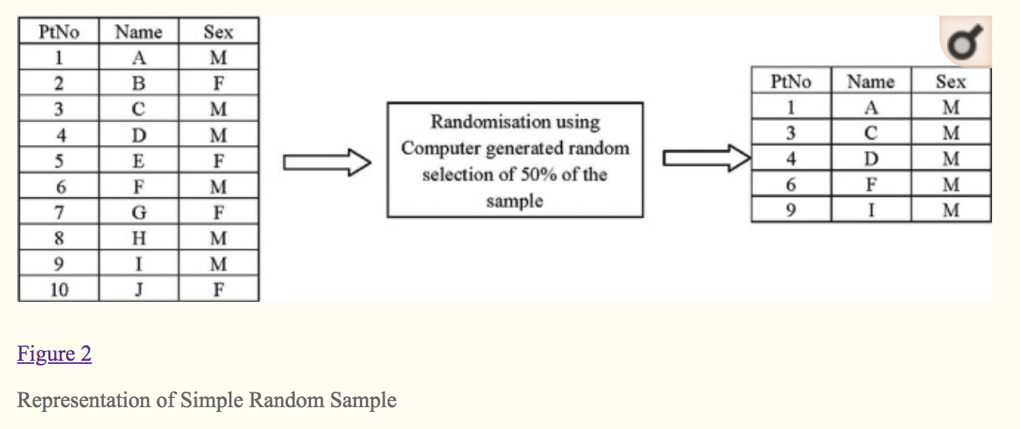 PtNo Name Sex
1 A M
2 B F
3 C M
4 D M
5 E F
6 F M
7 G F
8 H M
9 I M
10 J F
Randomisation using
Computer generated random
selection of 50% of the
sample
PtNo Name Sex
1 A M
3 C M
4 D M
6 F M
9 I M
Figure 2
Representation of Simple Random Sample